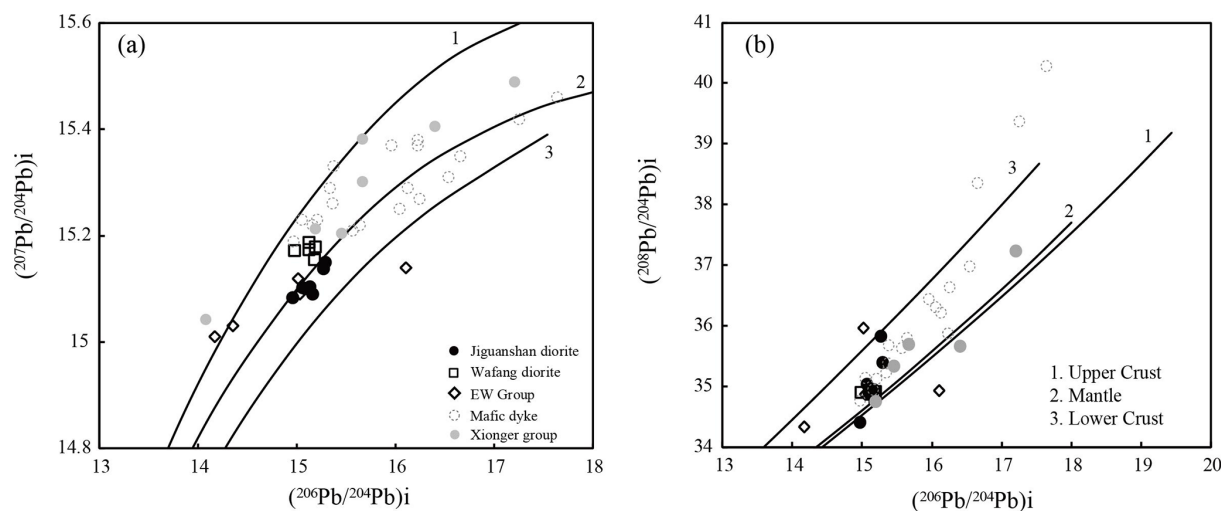 (a)
15.6
15.4
15.2
15
14.8
(²⁰⁷Pb/²⁰⁴Pb)i
1
2
3
Jiguanshan diorite
Wafang diorite
EW Group
Mafic dyke
Xionger group
13 14 15 16 17 18
(²⁰⁶Pb/²⁰⁴Pb)i
(b)
41
40
39
38
37
36
35
34
(²⁰⁸Pb/²⁰⁴Pb)i
1
3
2
1. Upper Crust
2. Mantle
3. Lower Crust
13 14 15 16 17 18 19 20
(²⁰⁶Pb/²⁰⁴Pb)i